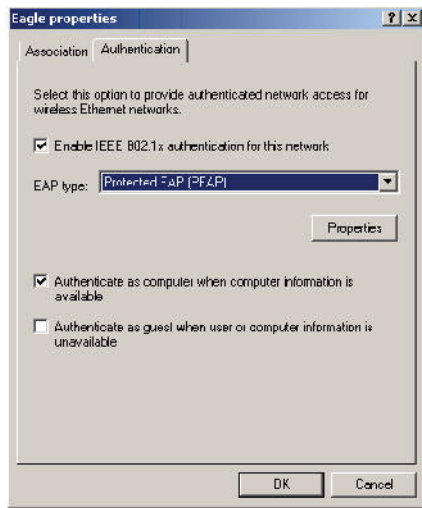 Eagle properties
Association
Authentication
Select this option to provide authenticated network access for
wireless Ethernet networks.
Enable IEEE 802.1x authentication for this network
EAP type:
Protected EAP (PEAP)
Properties
Authenticate as computer when computer information is
available
Authenticate as guest when user or computer information is
unavailable
OK
Cancel